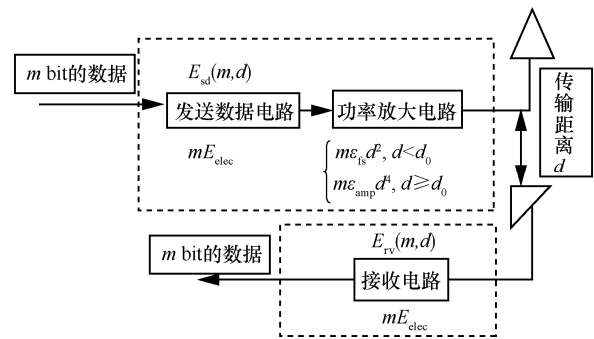 m bit的数据
E_sd(m,d)
发送数据电路
mE_elec
功率放大电路
mε_fs d², d<d₀
mε_amp d⁴, d≥d₀
传输距离d
m bit的数据
E_rv(m,d)
接收电路
mE_elec